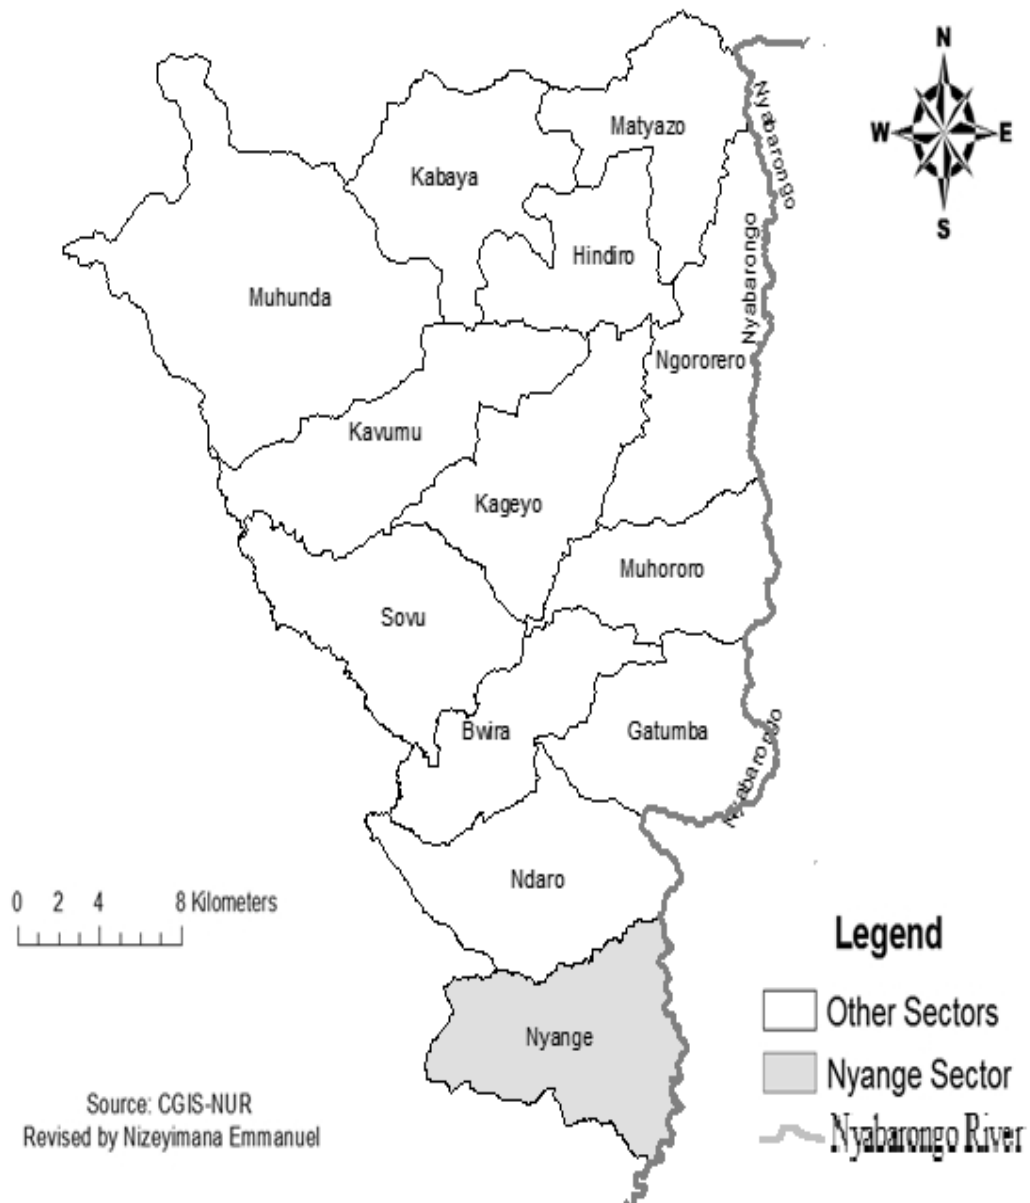 N
W E
S
Nyabarongo
Matyazo
Kabaya
Nyabarongo
Hindiro
Muhunda
Ngororero
Kavumu
Kageyo
Muhororo
Sovu
Bwira
Gatumba
Nyabarongo
Ndaro
0 2 4 8 Kilometers
Nyange
Legend
Other Sectors
Nyange Sector
Nyabarongo River
Source: CGIS-NUR
Revised by Nizeyimana Emmanuel